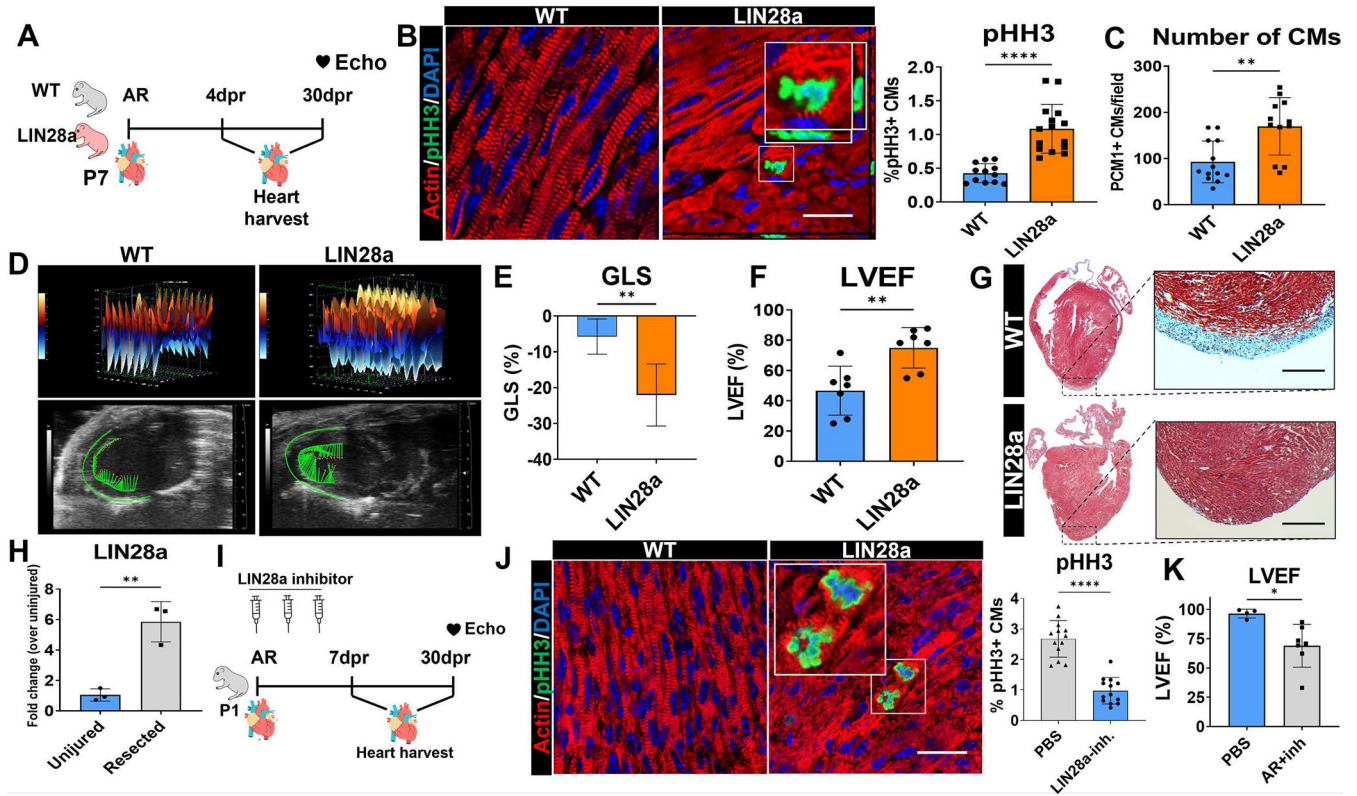 A
WT
LIN28a
P7
AR
4dpr
30dpr
Echo
Heart
harvest
B
WT
LIN28a
Actin/pHH3/DAPI
pHH3
****
%pHH3+ CMs
2.0
1.5
1.0
0.5
0.0
WT
LIN28a
C
Number of CMs
**
PCM1+ CMs/field
300
200
100
0
WT
LIN28a
D
WT
LIN28a
E
GLS
**
GLS (%)
0
-10
-20
-30
-40
WT
LIN28a
F
LVEF
**
LVEF (%)
100
80
60
40
20
0
WT
LIN28a
G
WT
LIN28a
H
LIN28a
**
Fold change (over uninjured)
8
6
4
2
0
Unijured
Resected
I
LIN28a inhibitor
Echo
AR
7dpr
30dpr
P1
Heart harvest
J
WT
LIN28a
Actin/pHH3/DAPI
pHH3
****
% pHH3+ CMs
4
3
2
1
0
PBS
LIN28a-inh.
K
LVEF
*
LVEF (%)
100
75
50
25
0
PBS
AR+inh